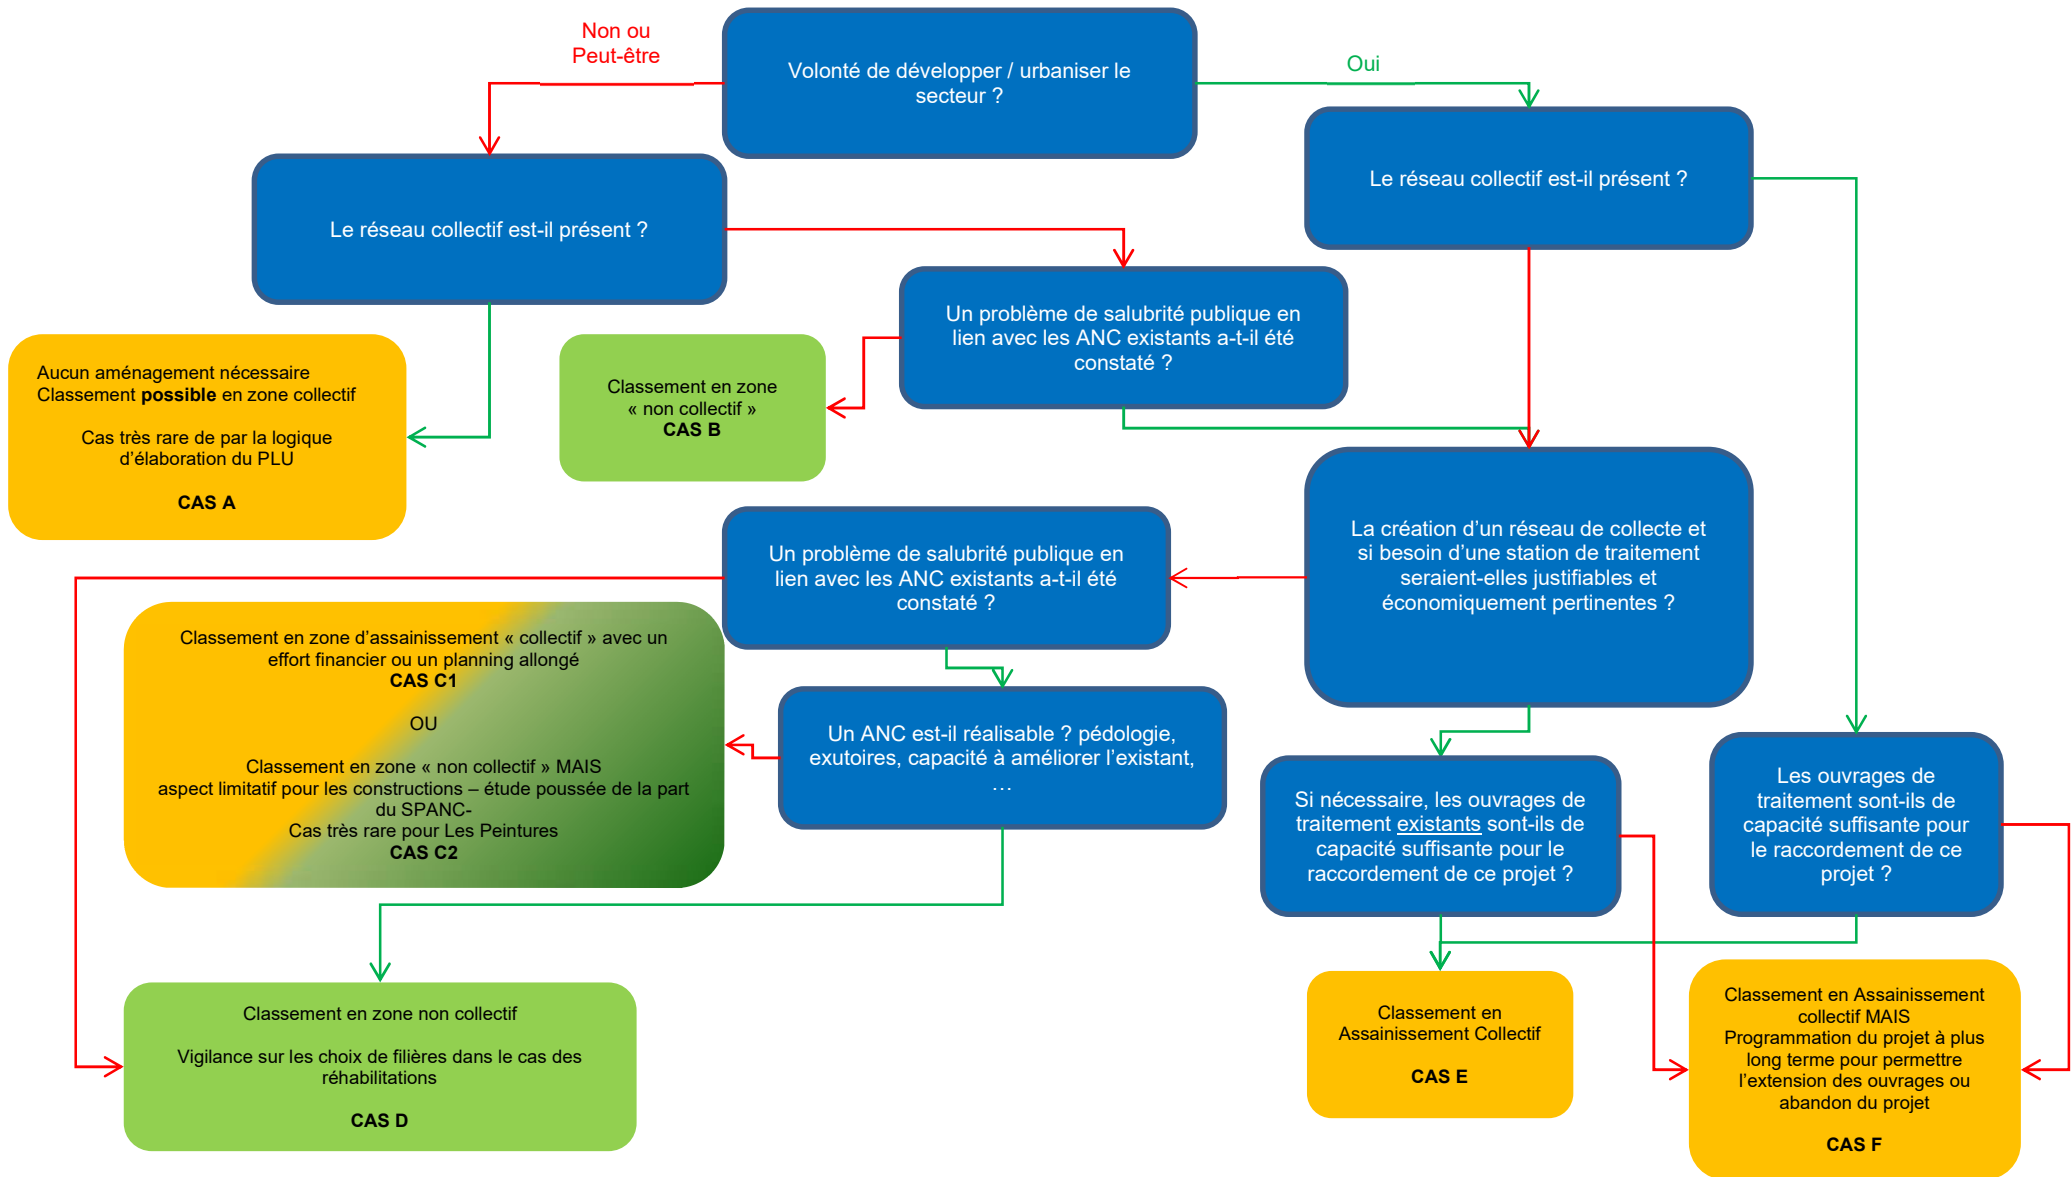 Non ou
Peut-être
Volonté de développer / urbaniser le
secteur ?
Oui
Le réseau collectif est-il présent ?
Le réseau collectif est-il présent ?
Un problème de salubrité publique en
lien avec les ANC existants a-t-il été
constaté ?
Aucun aménagement nécessaire
Classement possible en zone collectif
Cas très rare de par la logique
d’élaboration du PLU
CAS A
Classement en zone
« non collectif »
CAS B
Un problème de salubrité publique en
lien avec les ANC existants a-t-il été
constaté ?
La création d’un réseau de collecte et
si besoin d’une station de traitement
seraient-elles justifiables et
économiquement pertinentes ?
Classement en zone d’assainissement « collectif » avec un
effort financier ou un planning allongé
CAS C1
OU
Classement en zone « non collectif » MAIS
aspect limitatif pour les constructions – étude poussée de la part
du SPANC-
Cas très rare pour Les Peintures
CAS C2
Un ANC est-il réalisable ? pédologie,
exutoires, capacité à améliorer l’existant,
…
Si nécessaire, les ouvrages de
traitement existants sont-ils de
capacité suffisante pour le
raccordement de ce projet ?
Les ouvrages de
traitement sont-ils de
capacité suffisante pour
le raccordement de ce
projet ?
Classement en zone non collectif
Vigilance sur les choix de filières dans le cas des
réhabilitations
CAS D
Classement en
Assainissement Collectif
CAS E
Classement en Assainissement
collectif MAIS
Programmation du projet à plus
long terme pour permettre
l’extension des ouvrages ou
abandon du projet
CAS F